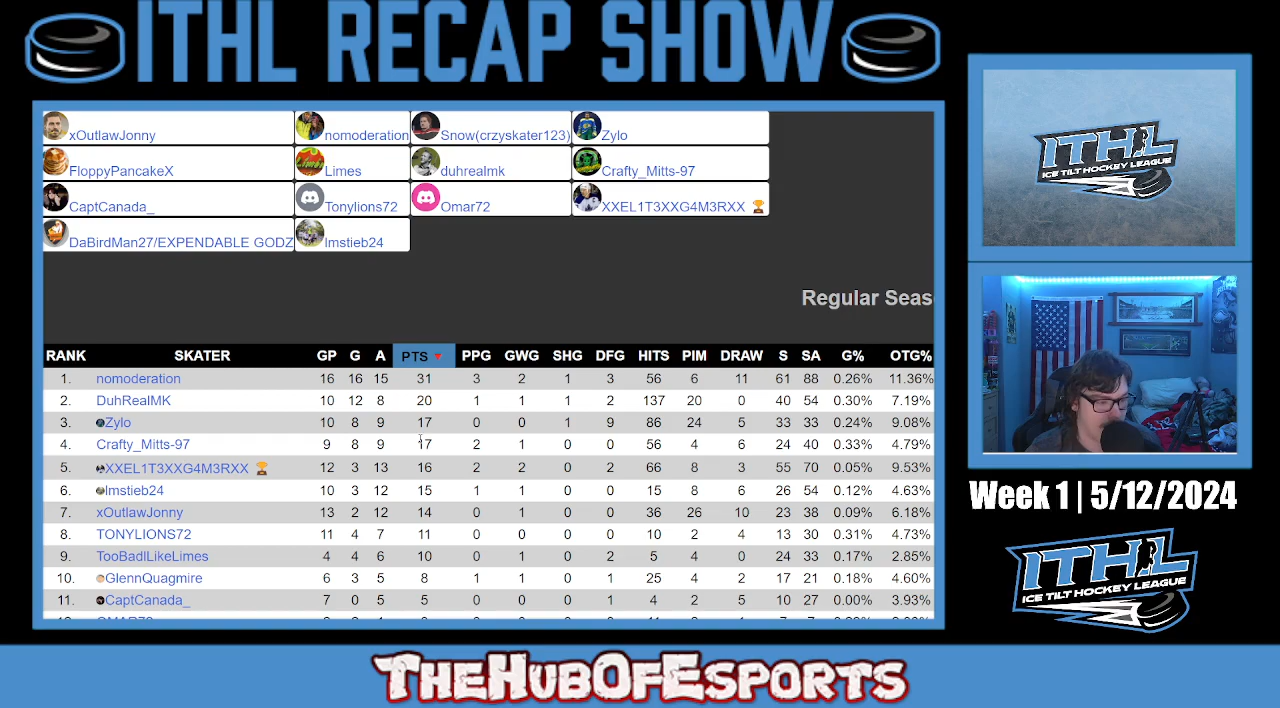 ITHL RECAP SHOW
xOutlawJonny nomoderation Snow(crzyskater123) Zylo
FloppyPancakeX Limes duhrealmk Crafty_Mitts-97
CaptCanada_ Tonylions72 Omar72 XXEL1T3XXG4M3RXX 🏆
DaBirdMan27/EXPENDABLE GODZ lmstieb24
Regular Seas
RANK SKATER GP G A PTS PPG GWG SHG DFG HITS PIM DRAW S SA G% OTG%
1. nomoderation 16 16 15 31 3 2 1 3 56 6 11 61 88 0.26% 11.36%
2. DuhRealMK 10 12 8 20 1 1 1 2 137 20 0 40 54 0.30% 7.19%
3. Zylo 10 8 9 17 0 0 1 9 86 24 5 33 33 0.24% 9.08%
4. Crafty_Mitts-97 9 8 9 17 2 1 0 0 56 4 6 24 40 0.33% 4.79%
5. XXEL1T3XXG4M3RXX 🏆 12 3 13 16 2 2 0 2 66 8 3 55 70 0.05% 9.53%
6. lmstieb24 10 3 12 15 1 1 0 0 15 8 6 26 54 0.12% 4.63%
7. xOutlawJonny 13 2 12 14 0 1 0 0 36 26 10 23 38 0.09% 6.18%
8. TONYLIONS72 11 4 7 11 0 0 0 0 10 2 4 13 30 0.31% 4.73%
9. TooBadILikeLimes 4 4 6 10 0 1 0 2 5 4 0 24 33 0.17% 2.85%
10. GlennQuagmire 6 3 5 8 1 1 0 1 25 4 2 17 21 0.18% 4.60%
11. CaptCanada_ 7 0 5 5 0 0 0 1 4 2 5 10 27 0.00% 3.93%
ITHL
ICE TILT HOCKEY LEAGUE
Week 1 | 5/12/2024
ITHL
ICE TILT HOCKEY LEAGUE
THEHUBOFESPORTS